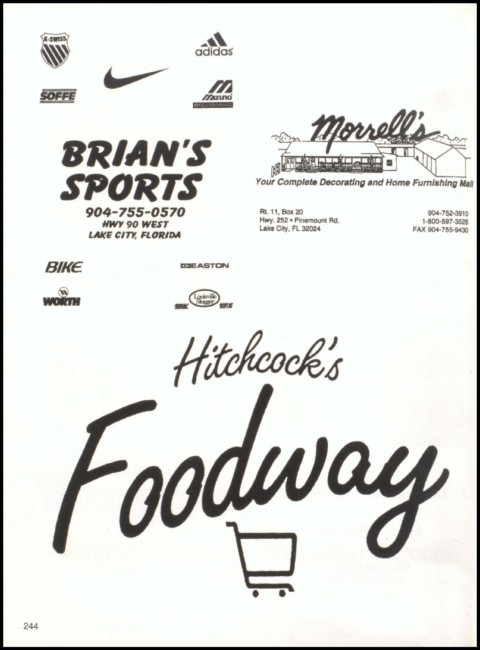 K-SWISS
adidas
SOFFE
mizuno
BRIAN'S
SPORTS
904-755-0570
HWY 90 WEST
LAKE CITY, FLORIDA
BIKE
EASTON
WORTH
Louisville
Slugger
Morrell's
Your Complete Decorating and Home Furnishing Mall
Rt. 11, Box 20
Hwy. 252 • Pinemount Rd.
Lake City, FL 32024
904-752-3910
1-800-597-3526
FAX 904-755-9430
Hitchcock's
Foodway
244